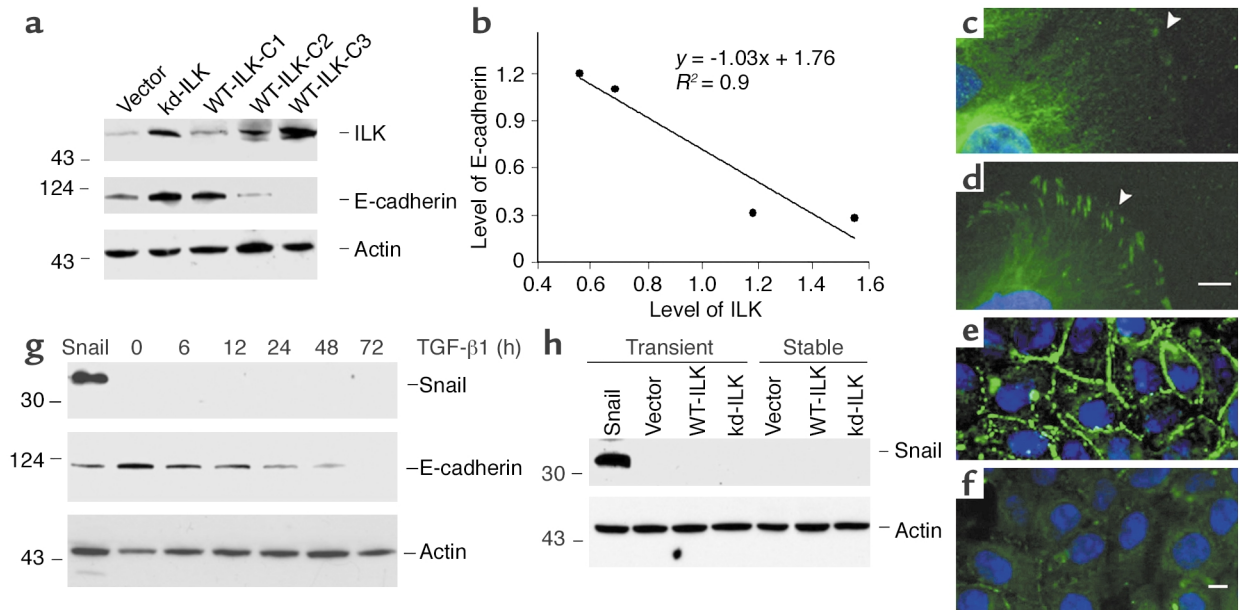 a
Vector
kd-ILK
WT-ILK-C1
WT-ILK-C2
WT-ILK-C3
ILK
43
124
E-cadherin
Actin
43
b
Level of E-cadherin
1.2
0.9
0.6
0.3
0
y = -1.03x + 1.76
R² = 0.9
0.4 0.6 0.8 1.0 1.2 1.4 1.6
Level of ILK
c
d
e
f
g
Snail 0 6 12 24 48 72 TGF-β1 (h)
Snail
30
124
E-cadherin
Actin
43
h
Transient Stable
Snail
Vector
WT-ILK
kd-ILK
Vector
WT-ILK
kd-ILK
Snail
30
Actin
43